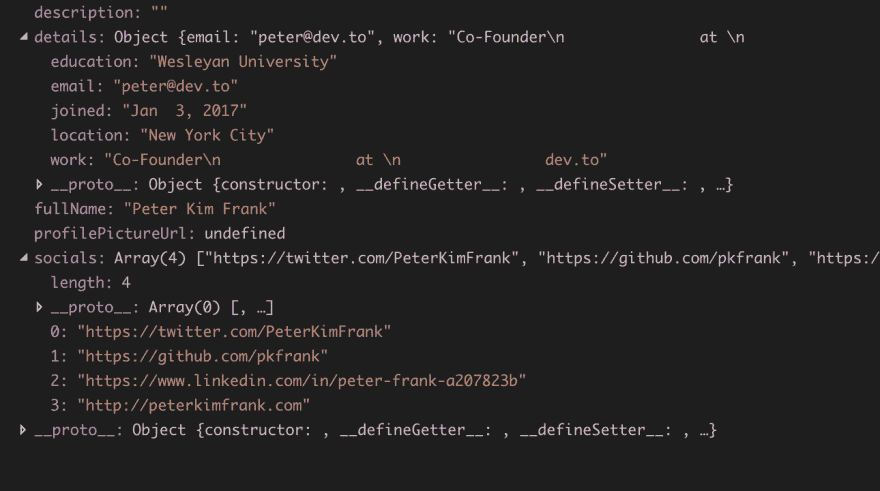 description: ""
details: Object {email: "peter@dev.to", work: "Co-Founder\n                at \n
education: "Wesleyan University"
email: "peter@dev.to"
joined: "Jan  3, 2017"
location: "New York City"
work: "Co-Founder\n                at \n                dev.to"
__proto__: Object {constructor: , __defineGetter__: , __defineSetter__: , …}
fullName: "Peter Kim Frank"
profilePictureUrl: undefined
socials: Array(4) ["https://twitter.com/PeterKimFrank", "https://github.com/pkfrank", "https:/
length: 4
__proto__: Array(0) [, …]
0: "https://twitter.com/PeterKimFrank"
1: "https://github.com/pkfrank"
2: "https://www.linkedin.com/in/peter-frank-a207823b"
3: "http://peterkimfrank.com"
__proto__: Object {constructor: , __defineGetter__: , __defineSetter__: , …}